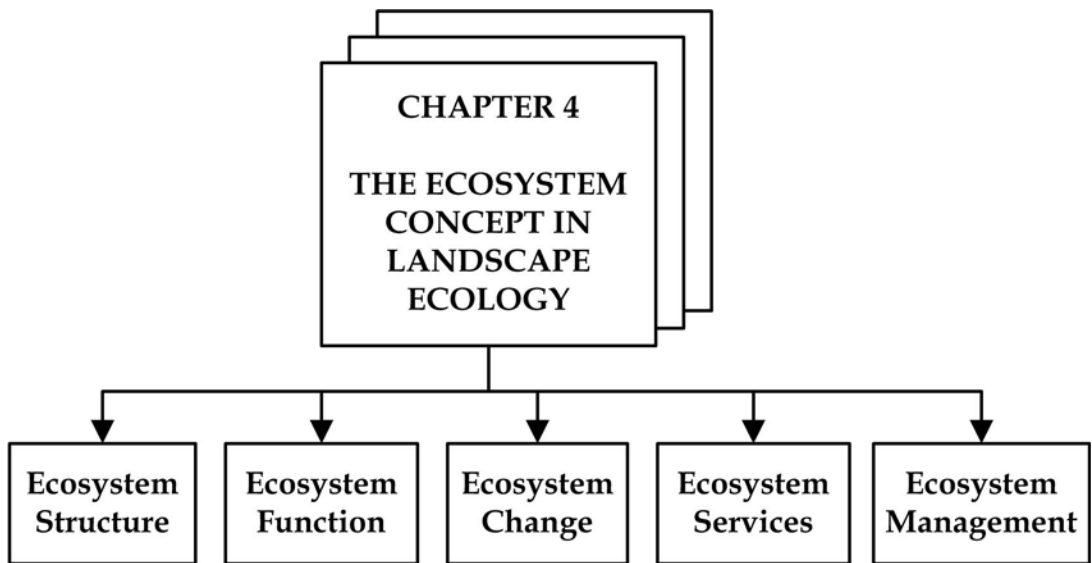 CHAPTER 4
THE ECOSYSTEM
CONCEPT IN
LANDSCAPE
ECOLOGY
Ecosystem
Structure
Ecosystem
Function
Ecosystem
Change
Ecosystem
Services
Ecosystem
Management